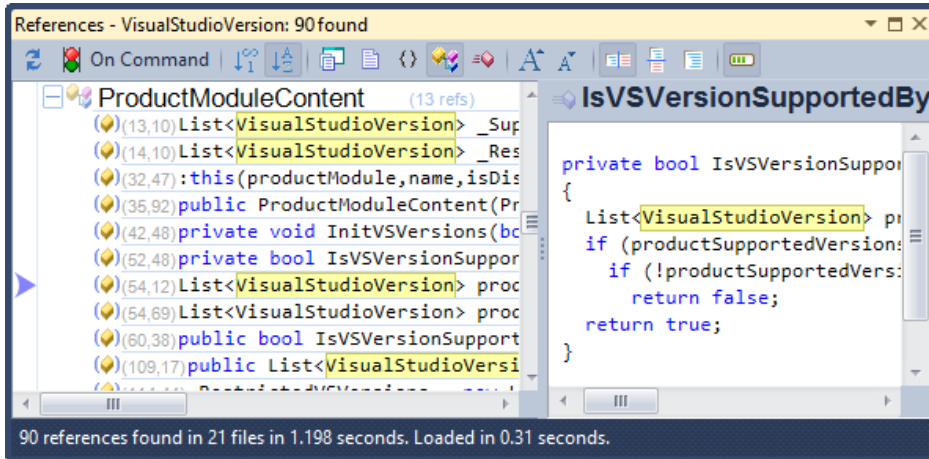 References - VisualStudioVersion: 90 found
On Command
ProductModuleContent (13 refs)
(13,10) List<VisualStudioVersion> _Sup
(14,10) List<VisualStudioVersion> _Res
(32,47) :this(productModule,name,isDis
(35,92) public ProductModuleContent(Pr
(42,48) private void InitVSVersions(bo
(52,48) private bool IsVSVersionSuppor
(54,12) List<VisualStudioVersion> prod
(54,69) List<VisualStudioVersion> prod
(60,38) public bool IsVSVersionSupport
(109,17) public List<VisualStudioVersi
IsVSVersionSupportedBy
private bool IsVSVersionSuppor
{
List<VisualStudioVersion> pr
if (productSupportedVersions
if (!productSupportedVersi
return false;
return true;
}
90 references found in 21 files in 1.198 seconds. Loaded in 0.31 seconds.